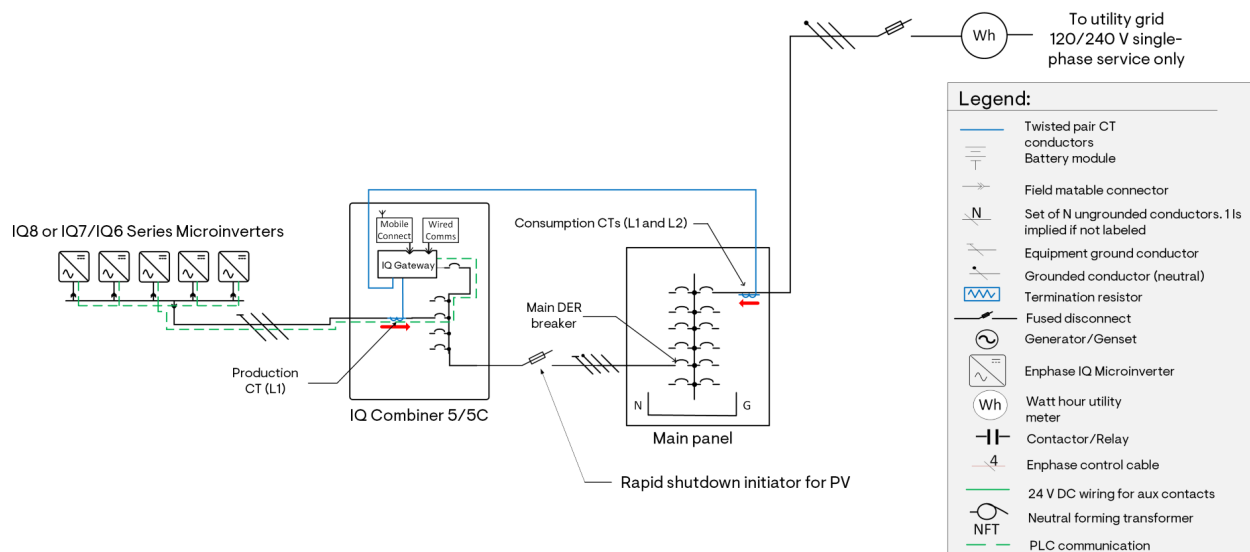 To utility grid
120/240 V single-
phase service only
Wh
Legend:
Twisted pair CT
conductors
Battery module
Field matable connector
N
Set of N ungrounded conductors. 1 Is
implied if not labeled
Equipment ground conductor
Grounded conductor (neutral)
Termination resistor
Fused disconnect
Generator/Genset
Enphase IQ Microinverter
Wh
Watt hour utility
meter
Contactor/Relay
4
Enphase control cable
24 V DC wiring for aux contacts
Neutral forming transformer
NFT
PLC communication
IQ8 or IQ7/IQ6 Series Microinverters
Mobile
Connect
Wired
Comms
IQ Gateway
Consumption CTs (L1 and L2)
Main DER
breaker
Production
CT (L1)
IQ Combiner 5/5C
N
G
Main panel
Rapid shutdown initiator for PV